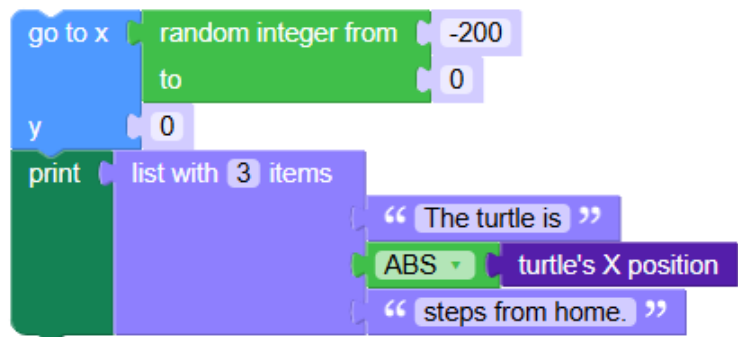 go to x random integer from -200
to 0
y 0
print list with 3 items
“ The turtle is ”
ABS turtle's X position
“ steps from home. ”